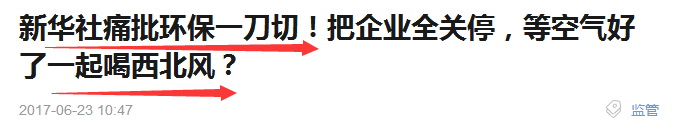 新华社痛批环保一刀切！把企业全关停，等空气好
了一起喝西北风？
2017-06-23 10:47 监管